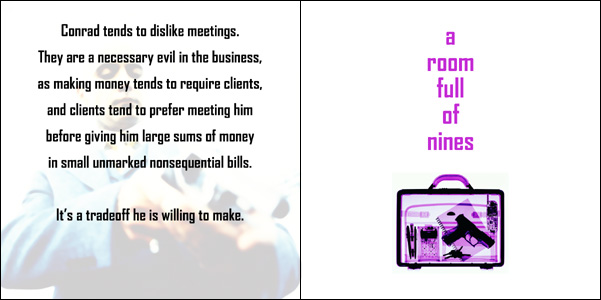 Conrad tends to dislike meetings.
They are a necessary evil in the business,
as making money tends to require clients,
and clients tend to prefer meeting him
before giving him large sums of money
in small unmarked nonsequential bills.
It's a tradeoff he is willing to make.
a
room
full
of
nines